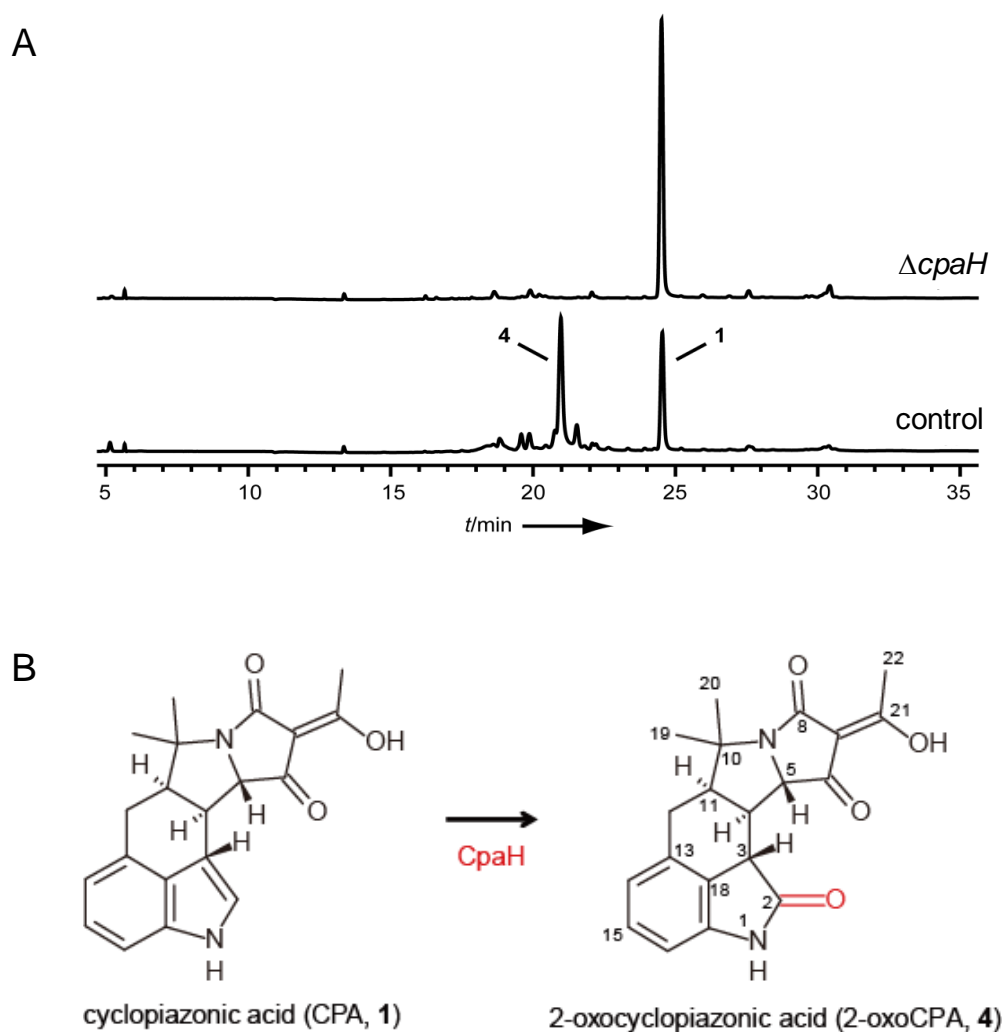 A
ΔcpaH
4
1
control
5 10 15 20 25 30 35
t/min
B
O
OH
N
H
H
O
H
H
N
H
CpaH
22
20
O
21
19
8
N
OH
10
H
5
11
H
O
H
H
3
13
18
2
O
15
1
N
H
cyclopiazonic acid (CPA, 1)
2-oxocyclopiazonic acid (2-oxoCPA, 4)